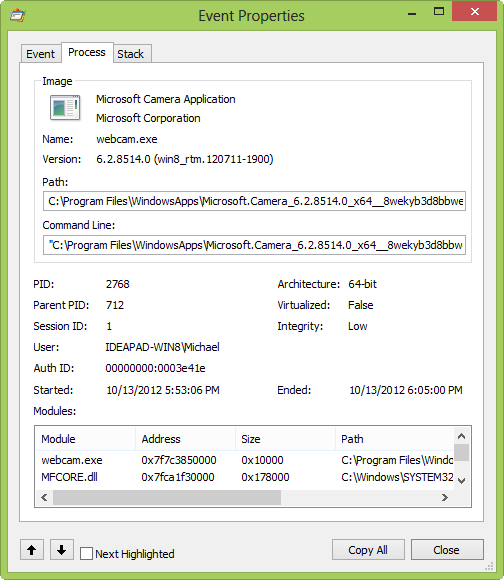 Event Properties
Event Process Stack
Image
Microsoft Camera Application
Microsoft Corporation
Name: webcam.exe
Version: 6.2.8514.0 (win8_rtm.120711-1900)
Path:
C:\Program Files\WindowsApps\Microsoft.Camera_6.2.8514.0_x64__8wekyb3d8bbwe
Command Line:
"C:\Program Files\WindowsApps\Microsoft.Camera_6.2.8514.0_x64__8wekyb3d8bbw
PID: 2768 Architecture: 64-bit
Parent PID: 712 Virtualized: False
Session ID: 1 Integrity: Low
User: IDEAPAD-WIN8\Michael
Auth ID: 00000000:0003e41e
Started: 10/13/2012 5:53:06 PM Ended: 10/13/2012 6:05:00 PM
Modules:
Module Address Size Path
webcam.exe 0x7f7c3850000 0x10000 C:\Program Files\Windo
MFCORE.dll 0x7fca1f30000 0x178000 C:\Windows\SYSTEM32
Next Highlighted Copy All Close